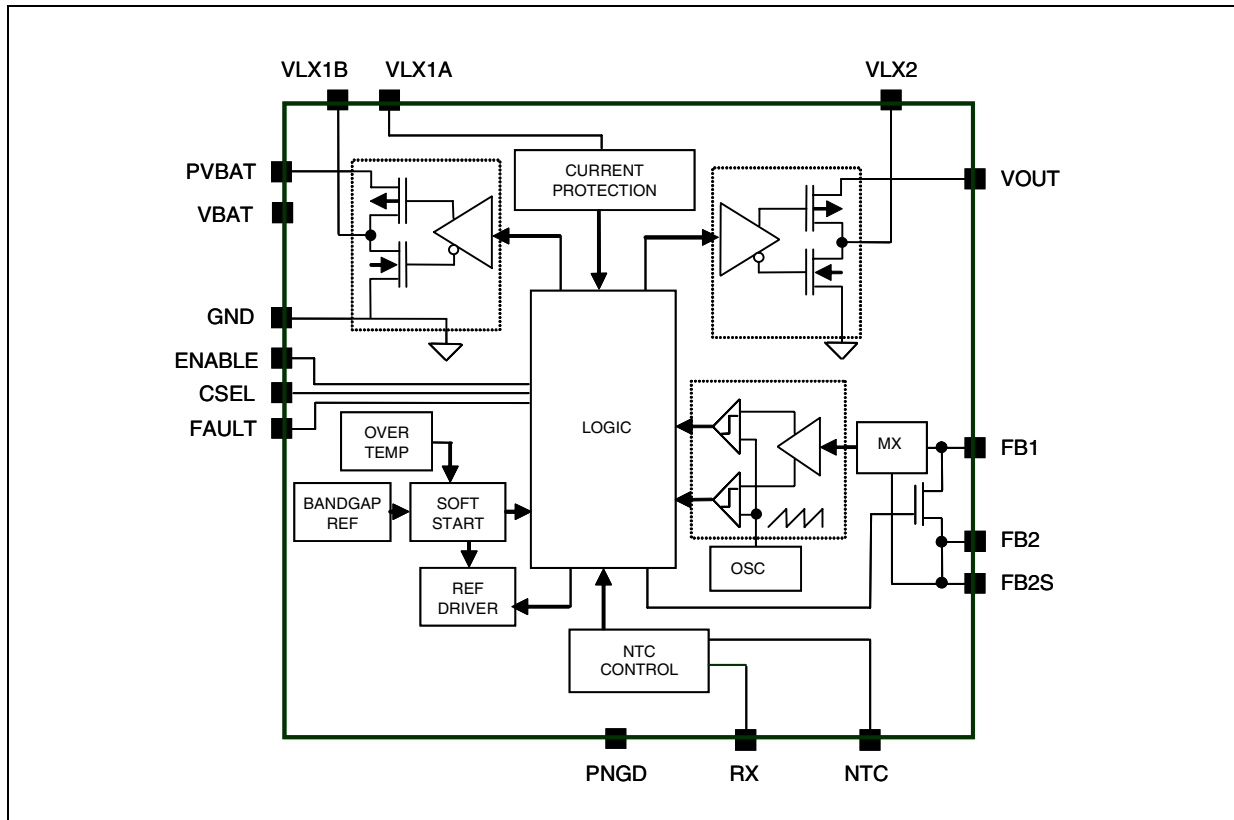 VLX1B
VLX1A
VLX2
PVBAT
CURRENT
PROTECTION
VOUT
VBAT
GND
ENABLE
CSEL
FAULT
OVER
TEMP
LOGIC
MX
FB1
BANDGAP
REF
SOFT
START
FB2
OSC
FB2S
REF
DRIVER
NTC
CONTROL
PNGD
RX
NTC